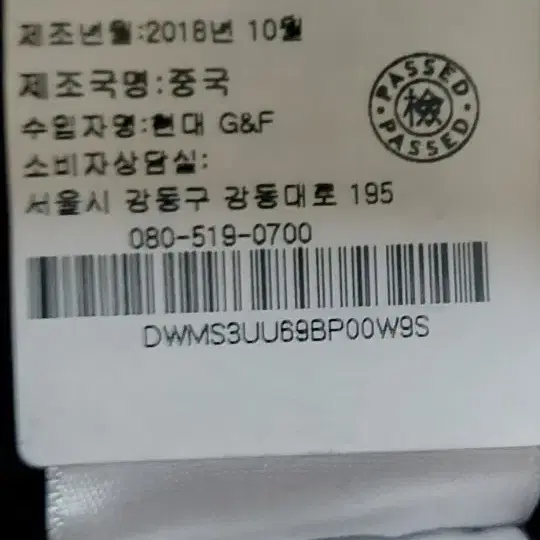 제조년월:2018년 10월
제조국명:중국
수입자명:현대 G&F
소비자상담실:
서울시 강동구 강동대로 195
080-519-0700
DWMS3UU69BP00W9S
PASSED
檢
PASSED